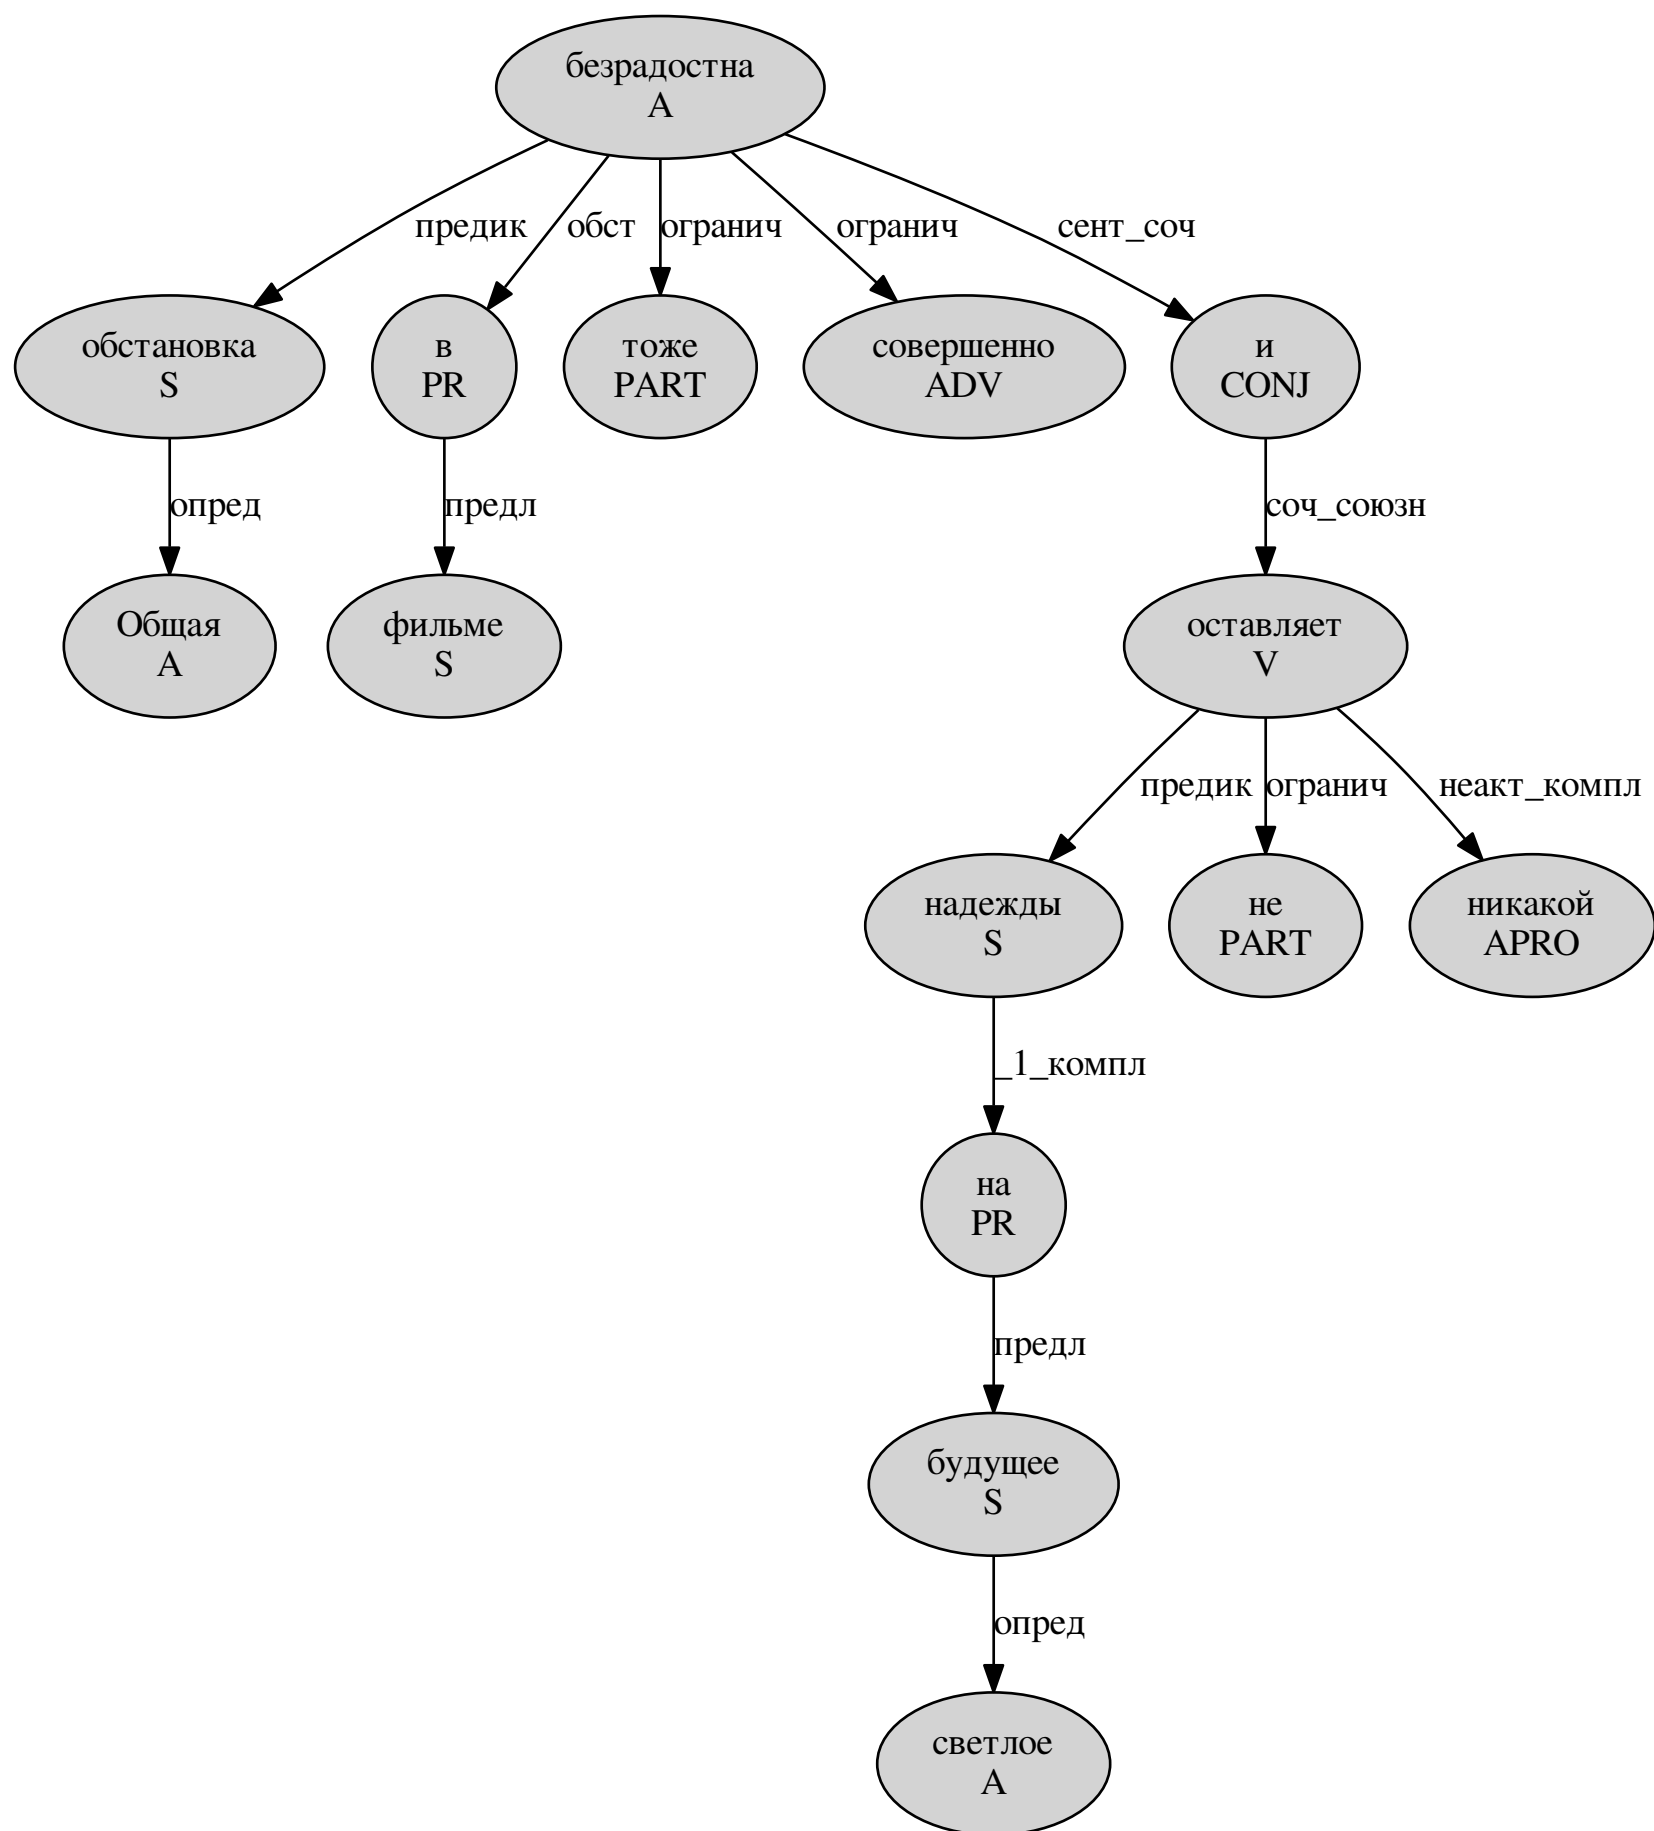 безрадостна
A
предик
обст
огранич
огранич
сент_соч
обстановка
S
в
PR
тоже
PART
совершенно
ADV
и
CONJ
опред
предл
соч_союзн
Общая
A
фильме
S
оставляет
V
предик
огранич
неакт_компл
надежды
S
не
PART
никакой
APRO
_1_компл
на
PR
предл
будущее
S
опред
светлое
A